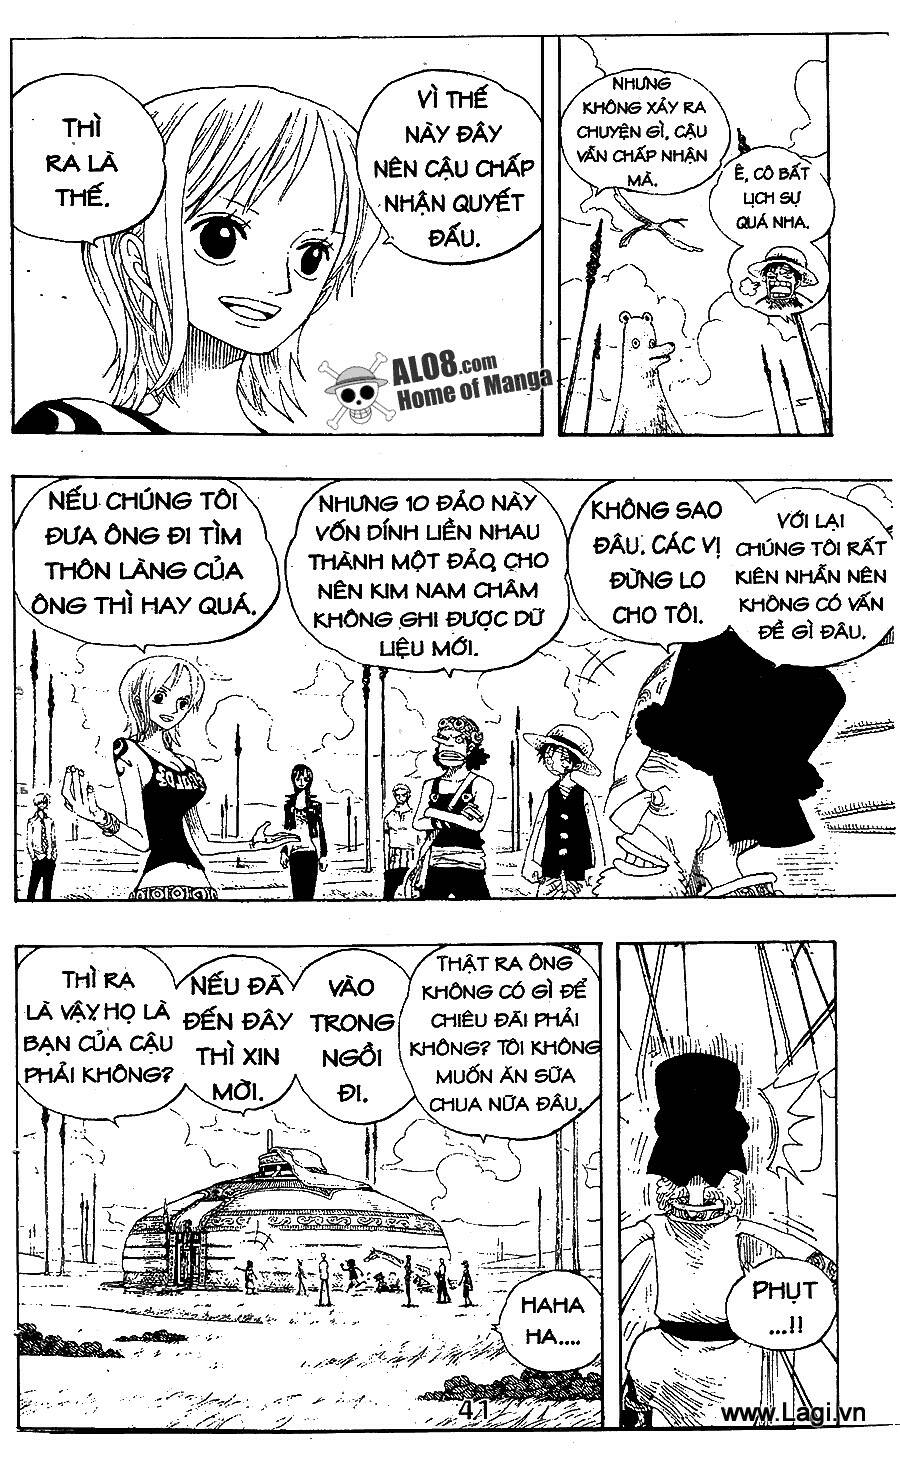 NHƯNG
KHÔNG XẢY RA
CHUYỆN GÌ, CẬU
VẪN CHẤP NHẬN
MÀ.
Ê, CÔ BẤT
LỊCH SỰ
QUÁ NHA.
VÌ THẾ
NÀY ĐÂY
NÊN CẬU CHẤP
NHẬN QUYẾT
ĐẤU.
THÌ
RA LÀ
THẾ.
ALO8.com
Home of Manga
VỚI LẠI
CHÚNG TÔI RẤT
KIÊN NHẪN NÊN
KHÔNG CÓ VẤN
ĐỀ GÌ ĐÂU.
KHÔNG SAO
ĐÂU. CÁC VỊ
ĐỪNG LO
CHO TÔI.
NHƯNG 10 ĐẢO NÀY
VỐN DÍNH LIỀN NHAU
THÀNH MỘT ĐẢO, CHO
NÊN KIM NAM CHÂM
KHÔNG GHI ĐƯỢC DỮ
LIỆU MỚI.
NẾU CHÚNG TÔI
ĐƯA ÔNG ĐI TÌM
THÔN LÀNG CỦA
ÔNG THÌ HAY QUÁ.
PHỤT
...!!
THẬT RA ÔNG
KHÔNG CÓ GÌ ĐỂ
CHIÊU ĐÃI PHẢI
KHÔNG? TÔI KHÔNG
MUỐN ĂN SỮA
CHUA NỮA ĐÂU.
VÀO
TRONG
NGỒI
ĐI.
NẾU ĐÃ
ĐẾN ĐÂY
THÌ XIN
MỜI.
THÌ RA
LÀ VẬY, HỌ LÀ
BẠN CỦA CẬU
PHẢI KHÔNG?
HAHA
HA....
41
www.Lagi.vn